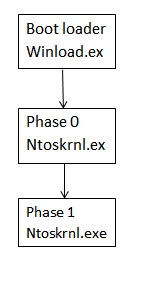 Boot loader
Winload.ex
Phase 0
Ntoskrnl.ex
Phase 1
Ntoskrnl.exe